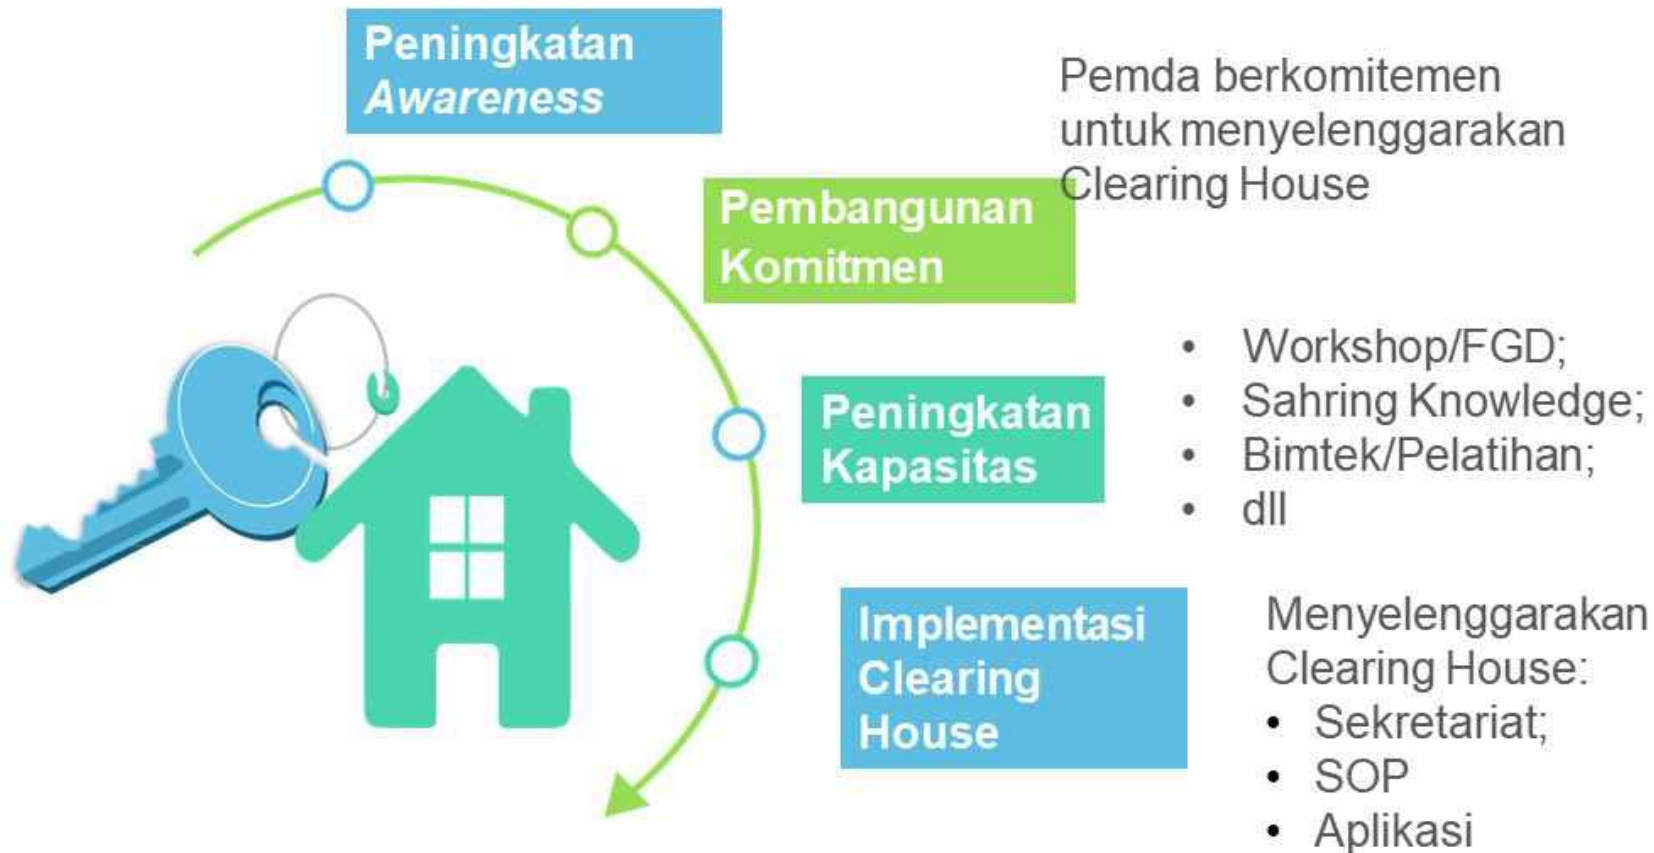 Peningkatan
Awareness
Pemda berkomitemen
untuk menyelenggarakan
Clearing House
Pembangunan
Komitmen
Peningkatan
Kapasitas
• Workshop/FGD;
• Sahring Knowledge;
• Bimtek/Pelatihan;
• dll
Implementasi
Clearing
House
Menyelenggarakan
Clearing House:
• Sekretariat;
• SOP
• Aplikasi